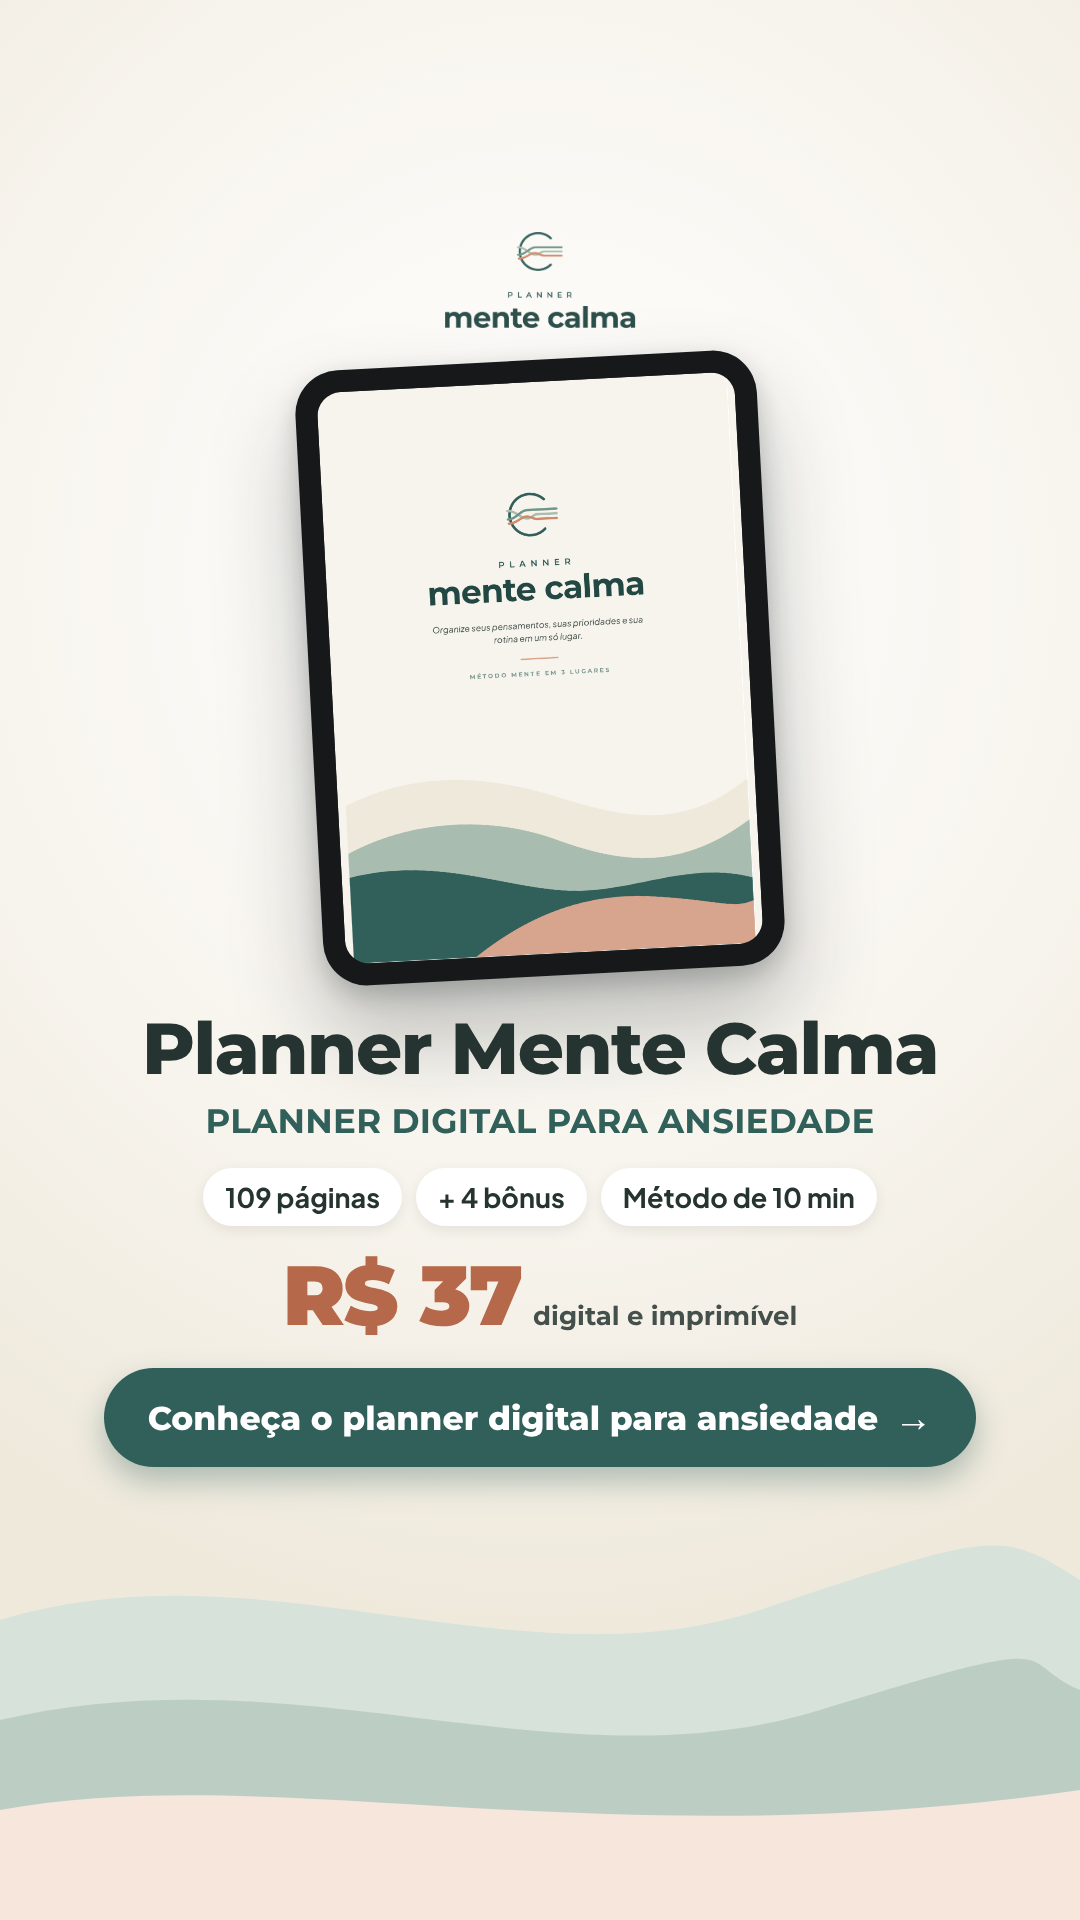 PLANNER
mente calma
PLANNER
mente calma
Organize seus pensamentos, suas prioridades e sua
rotina em um só lugar.
MÉTODO MENTE EM 3 LUGARES
Planner Mente Calma
PLANNER DIGITAL PARA ANSIEDADE
109 páginas + 4 bônus Método de 10 min
R$ 37 digital e imprimível
Conheça o planner digital para ansiedade →